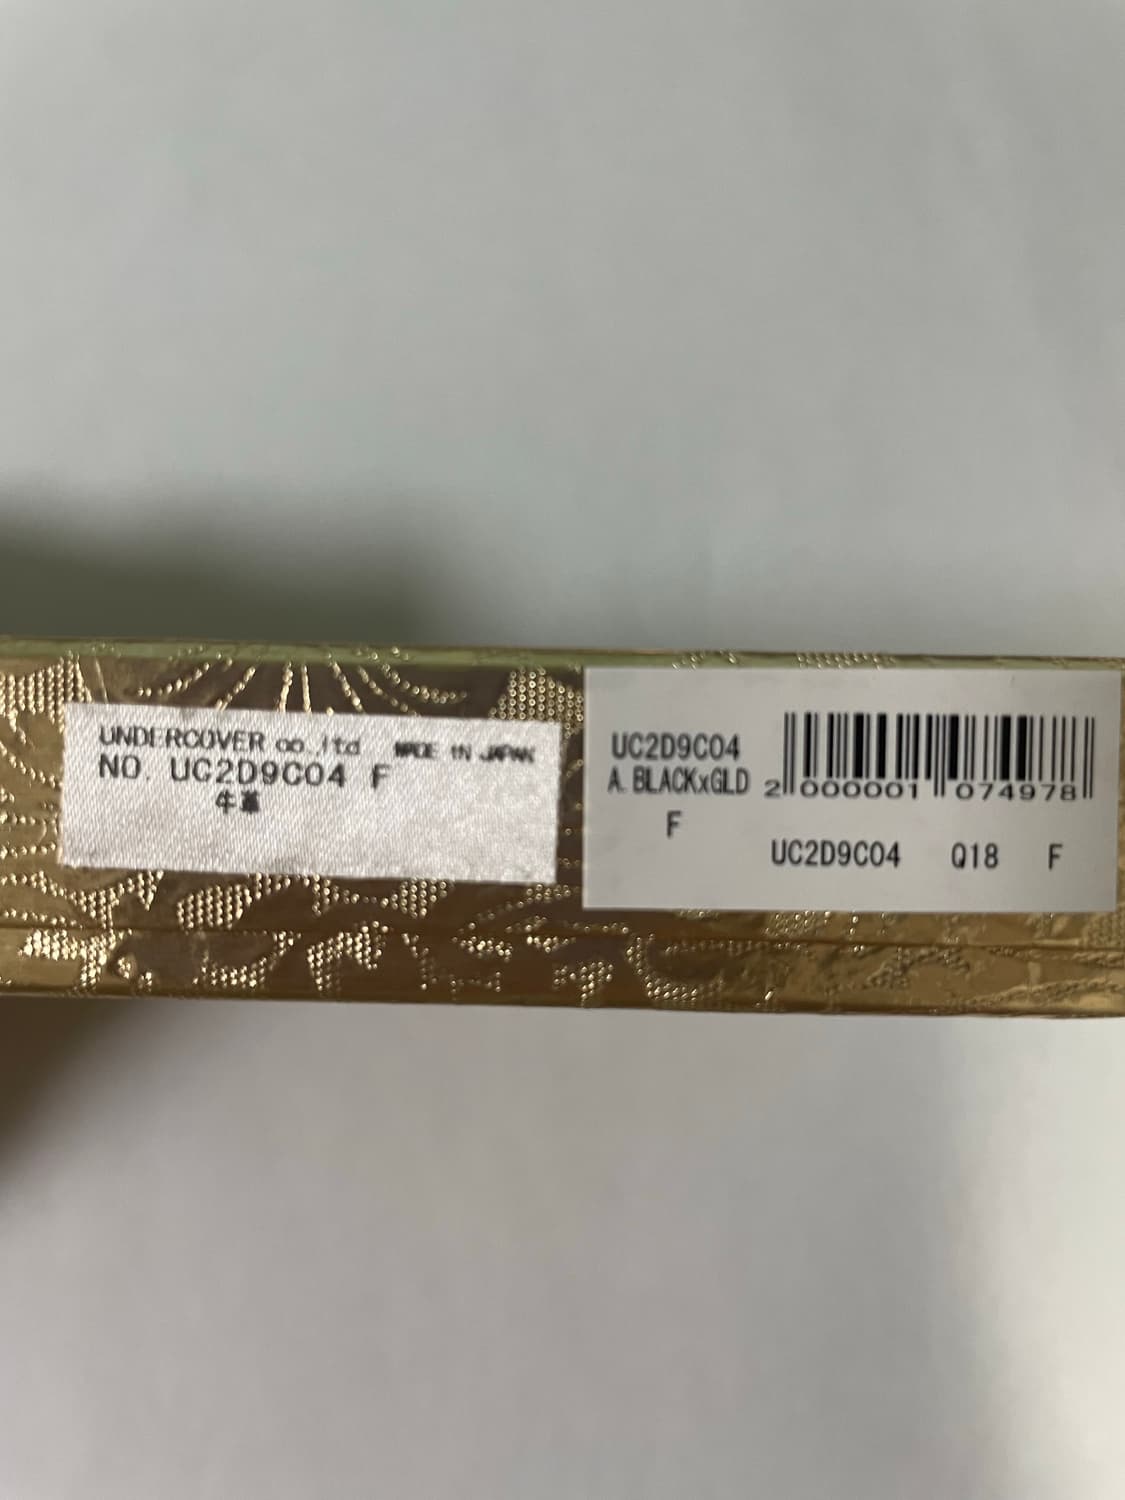 UNDERCOVER co.,ltd MADE IN JAPAN
NO. UC2D9C04 F
牛革
UC2D9C04
A. BLACKxGLD
F
2 000001 074978
UC2D9C04 Q18 F